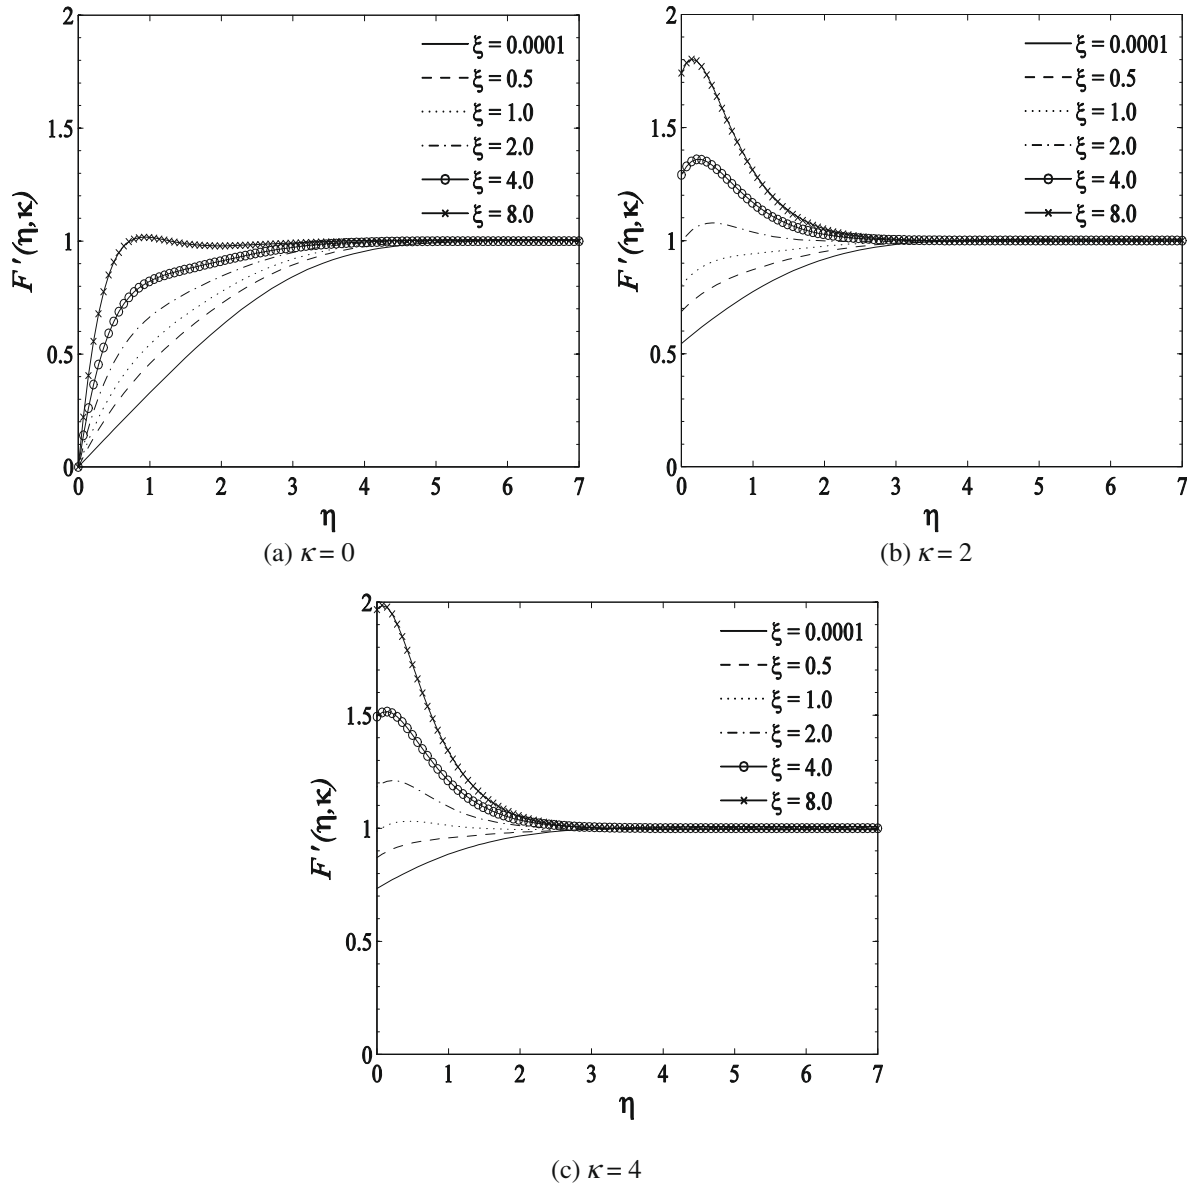 2
1.5
1
0.5
0
F'(η,κ)
ξ = 0.0001
ξ = 0.5
ξ = 1.0
ξ = 2.0
ξ = 4.0
ξ = 8.0
0 1 2 3 4 5 6 7
η
(a) κ = 0
2
1.5
1
0.5
0
F'(η,κ)
ξ = 0.0001
ξ = 0.5
ξ = 1.0
ξ = 2.0
ξ = 4.0
ξ = 8.0
0 1 2 3 4 5 6 7
η
(b) κ = 2
2
1.5
1
0.5
0
F'(η,κ)
ξ = 0.0001
ξ = 0.5
ξ = 1.0
ξ = 2.0
ξ = 4.0
ξ = 8.0
0 1 2 3 4 5 6 7
η
(c) κ = 4